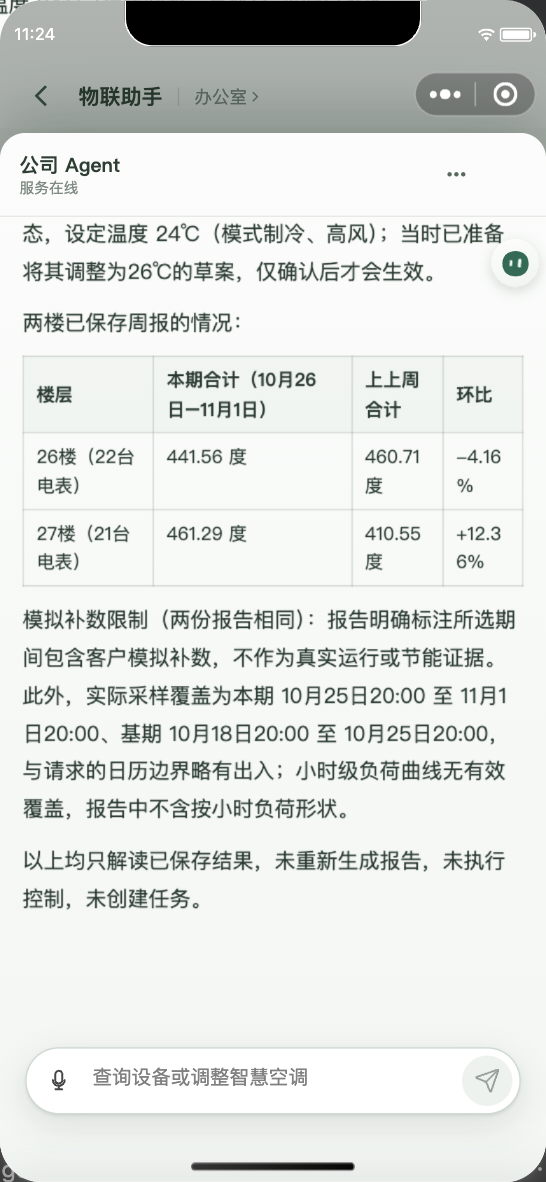 11:24
物联助手
办公室 >
公司 Agent
服务在线
态，设定温度 24℃（模式制冷、高风）；当时已准备
将其调整为26℃的草案，仅确认后才会生效。
两楼已保存周报的情况：
楼层
本期合计（10月26
日—11月1日）
上上周
合计
环比
26楼（22台
电表）
441.56 度
460.71
度
−4.16
%
27楼（21台
电表）
461.29 度
410.55
度
+12.3
6%
模拟补数限制（两份报告相同）：报告明确标注所选期
间包含客户模拟补数，不作为真实运行或节能证据。
此外，实际采样覆盖为本期 10月25日20:00 至 11月1
日20:00、基期 10月18日20:00 至 10月25日20:00，
与请求的日历边界略有出入；小时级负荷曲线无有效
覆盖，报告中不含按小时负荷形状。
以上均只解读已保存结果，未重新生成报告，未执行
控制，未创建任务。
查询设备或调整智慧空调